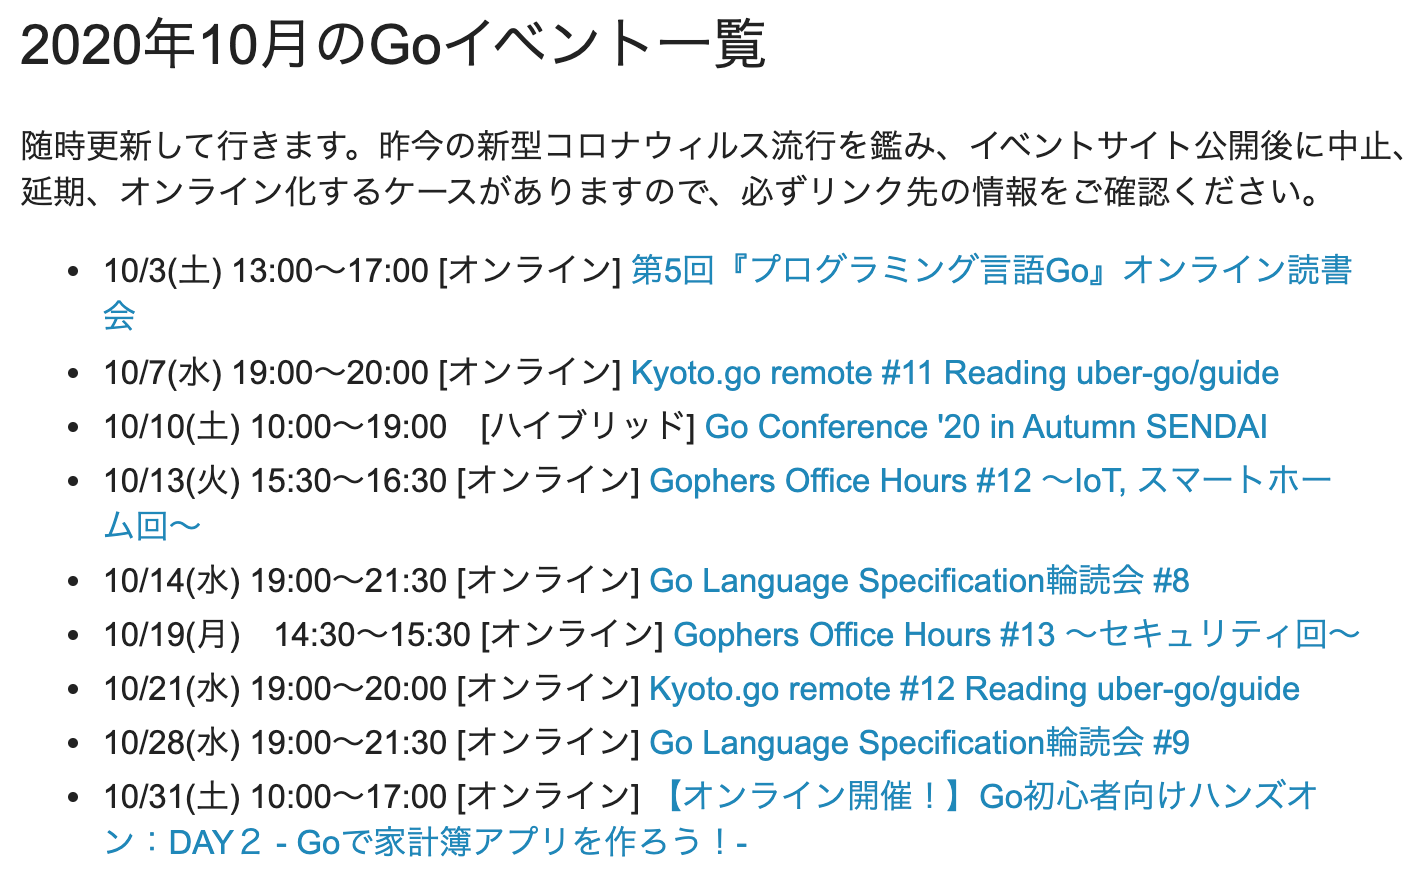 2020年10月のGoイベント一覧
随時更新して行きます。昨今の新型コロナウィルス流行を鑑み、イベントサイト公開後に中止、
延期、オンライン化するケースがありますので、必ずリンク先の情報をご確認ください。
• 10/3(土) 13:00〜17:00 [オンライン] 第5回『プログラミング言語Go』オンライン読書
会
• 10/7(水) 19:00〜20:00 [オンライン] Kyoto.go remote #11 Reading uber-go/guide
• 10/10(土) 10:00〜19:00　[ハイブリッド] Go Conference '20 in Autumn SENDAI
• 10/13(火) 15:30〜16:30 [オンライン] Gophers Office Hours #12 〜IoT, スマートホー
ム回〜
• 10/14(水) 19:00〜21:30 [オンライン] Go Language Specification輪読会 #8
• 10/19(月)　14:30〜15:30 [オンライン] Gophers Office Hours #13 〜セキュリティ回〜
• 10/21(水) 19:00〜20:00 [オンライン] Kyoto.go remote #12 Reading uber-go/guide
• 10/28(水) 19:00〜21:30 [オンライン] Go Language Specification輪読会 #9
• 10/31(土) 10:00〜17:00 [オンライン] 【オンライン開催！】Go初心者向けハンズオ
ン：DAY２ - Goで家計簿アプリを作ろう！-